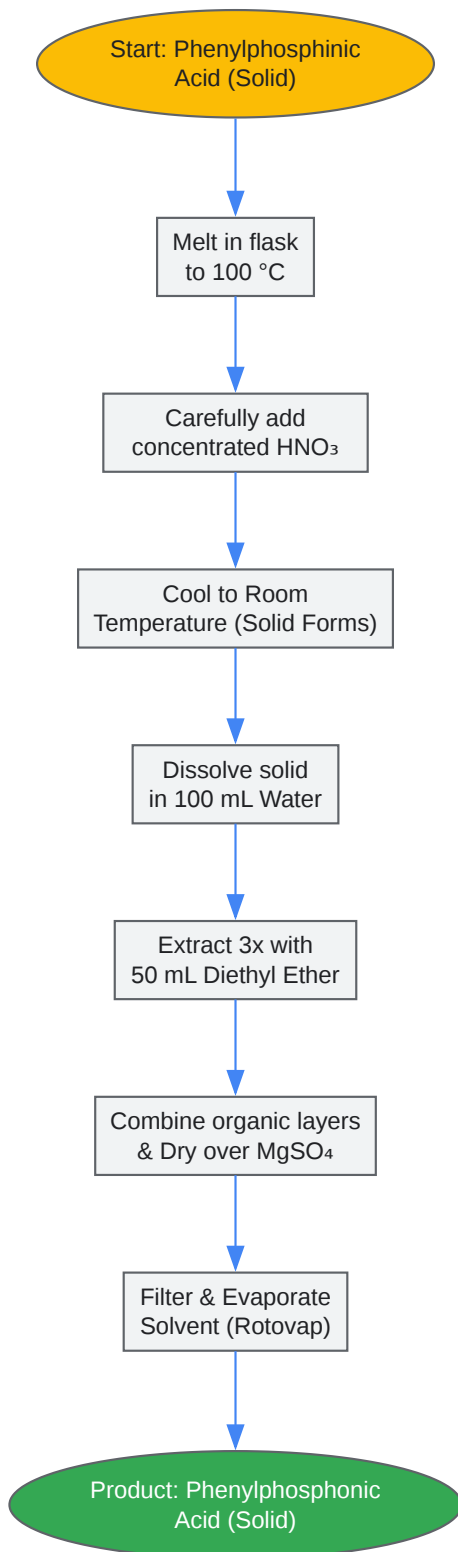 Start: Phenylphosphinic
Acid (Solid)
Melt in flask
to 100 °C
Carefully add
concentrated HNO₃
Cool to Room
Temperature (Solid Forms)
Dissolve solid
in 100 mL Water
Extract 3x with
50 mL Diethyl Ether
Combine organic layers
& Dry over MgSO₄
Filter & Evaporate
Solvent (Rotovap)
Product: Phenylphosphonic
Acid (Solid)